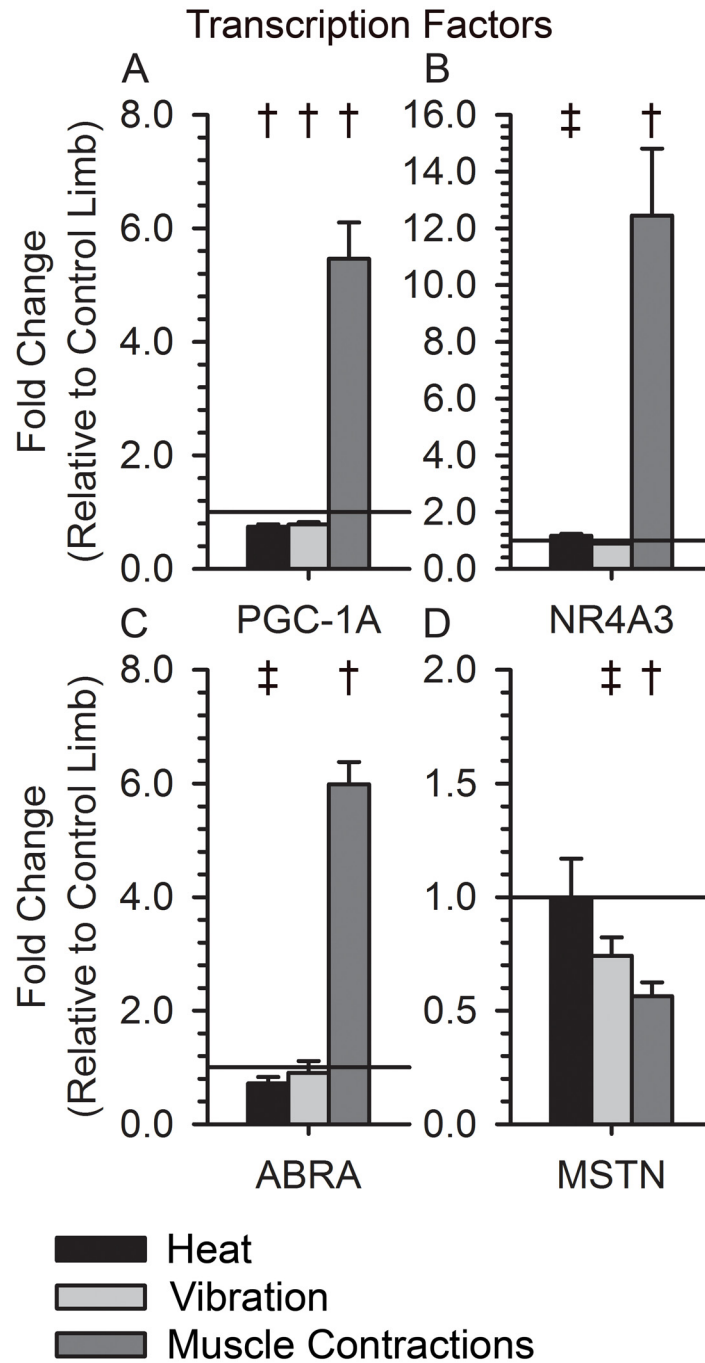 Transcription Factors
A
B
Fold Change
(Relative to Control Limb)
8.0
6.0
4.0
2.0
0.0
† † †
PGC-1A
16.0
14.0
12.0
10.0
8.0
6.0
4.0
2.0
0.0
‡ †
NR4A3
C
D
Fold Change
(Relative to Control Limb)
8.0
6.0
4.0
2.0
0.0
‡ †
ABRA
2.0
1.5
1.0
0.5
0.0
‡ †
MSTN
Heat
Vibration
Muscle Contractions